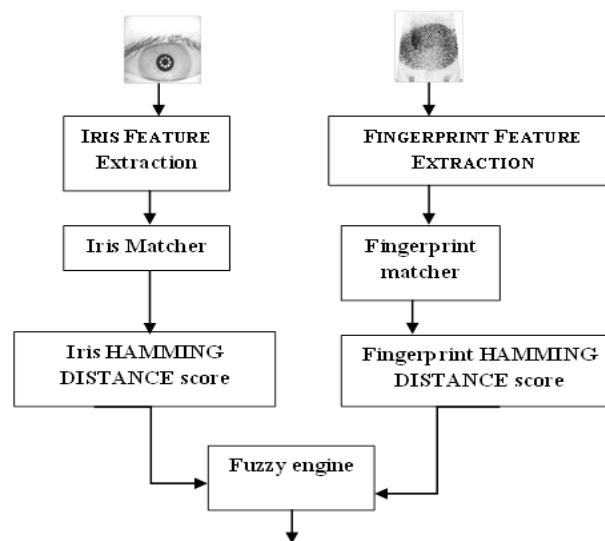 IRIS FEATURE
Extraction
FINGERPRINT FEATURE
EXTRACTION
Iris Matcher
Fingerprint
matcher
Iris HAMMING
DISTANCE score
Fingerprint HAMMING
DISTANCE score
Fuzzy engine